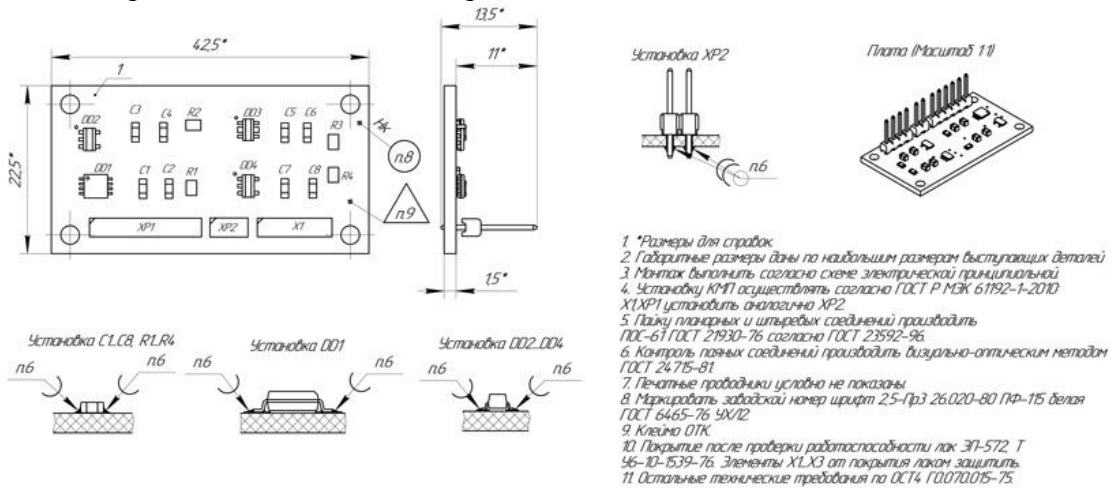 42,5*
13,5*
11*
1
C3 C4 R2 DD3 C5 C6
DD2
R3
Нк
п.8
22,5*
DD1 C1 C2 R1 DD4 C7 C8 R4
п.9
XP1 XP2 X1
1,5*
Установка XP2
п.6
Плата (Масштаб 1:1)
Установка C1..C8, R1..R4
п.6 п.6
Установка DD1
п.6 п.6
Установка DD2...DD4
п.6 п.6
1. *Размеры для справок.
2. Габаритные размеры даны по наибольшим размерам выступающих деталей
3. Монтаж выполнить согласно схеме электрической принципиальной.
4. Установку КМП осуществлять согласно ГОСТ Р МЭК 61192-1-2010.
X1,XP1 установить аналогично XP2.
5. Пайку планарных и штыревых соединений производить
ПОС-61 ГОСТ 21930-76 согласно ГОСТ 23592-96.
6. Контроль паяных соединений производить визуально-оптическим методом
ГОСТ 24715-81.
7. Печатные проводники условно не показаны.
8. Маркировать заводской номер шрифт 2,5-Пр3 26.020-80 ПФ-115 белая
ГОСТ 6465-76 УХЛ2.
9. Клеймо ОТК.
10. Покрытие после проверки работоспособности лак ЭП-572, Т
У6-10-1539-76. Элементы X1..X3 от покрытия лаком защитить.
11. Остальные технические требования по ОСТ4 Г0.070.015-75.